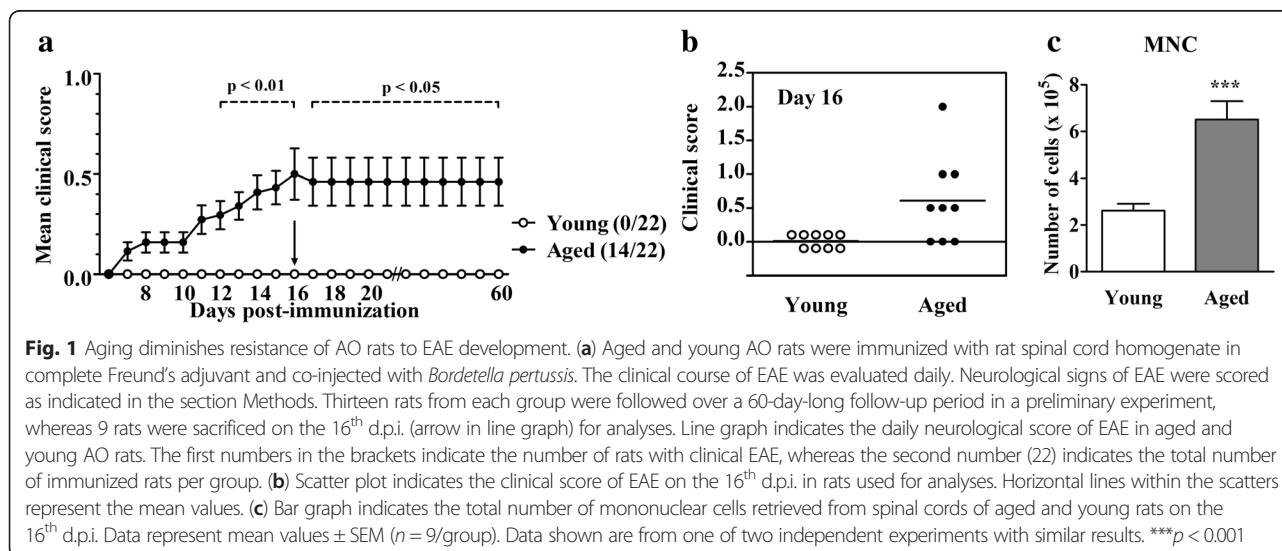 a
b
c
MNC
1.0
0.5
0.0
Mean clinical score
p < 0.01
p < 0.05
Young (0/22)
Aged (14/22)
8 10 12 14 16 18 20 60
Days post-immunization
2.5
2.0
1.5
1.0
0.5
0.0
Clinical score
Day 16
Young Aged
8
6
4
2
0
Number of cells (x 10⁵)
***
Young Aged
Fig. 1 Aging diminishes resistance of AO rats to EAE development. (a) Aged and young AO rats were immunized with rat spinal cord homogenate in
complete Freund's adjuvant and co-injected with Bordetella pertussis. The clinical course of EAE was evaluated daily. Neurological signs of EAE were scored
as indicated in the section Methods. Thirteen rats from each group were followed over a 60-day-long follow-up period in a preliminary experiment,
whereas 9 rats were sacrificed on the 16th d.p.i. (arrow in line graph) for analyses. Line graph indicates the daily neurological score of EAE in aged and
young AO rats. The first numbers in the brackets indicate the number of rats with clinical EAE, whereas the second number (22) indicates the total number
of immunized rats per group. (b) Scatter plot indicates the clinical score of EAE on the 16th d.p.i. in rats used for analyses. Horizontal lines within the scatters
represent the mean values. (c) Bar graph indicates the total number of mononuclear cells retrieved from spinal cords of aged and young rats on the
16th d.p.i. Data represent mean values ± SEM (n = 9/group). Data shown are from one of two independent experiments with similar results. ***p < 0.001